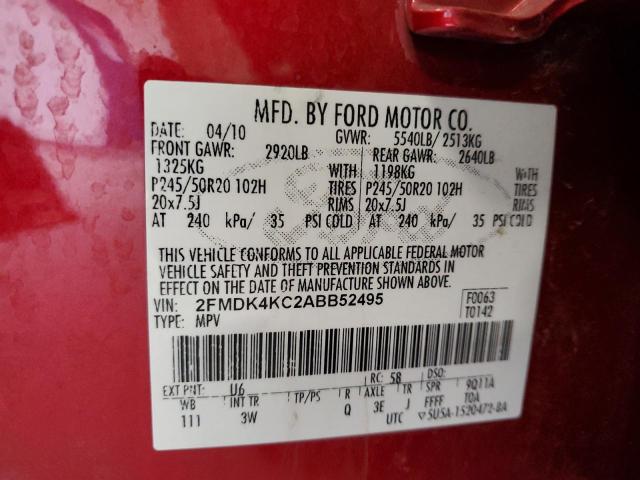 MFD. BY FORD MOTOR CO.
DATE: 04/10 GVWR: 5540LB/ 2513KG
FRONT GAWR: 2920LB REAR GAWR: 2640LB
1325KG WITH 1198KG WITH
P245/50R20 102H TIRES P245/50R20 102H TIRES
20x7.5J RIMS 20x7.5J RIMS
AT 240 kPa/ 35 PSI COLD AT 240 kPa/ 35 PSI COLD
THIS VEHICLE CONFORMS TO ALL APPLICABLE FEDERAL MOTOR
VEHICLE SAFETY AND THEFT PREVENTION STANDARDS IN
EFFECT ON THE DATE OF MANUFACTURE SHOWN ABOVE.
VIN: 2FMDK4KC2ABB52495 F0063
TYPE: MPV T0142
EXT PNT: U6 RC: 58 DSO:
WB INT TR TP/PS R AXLE TR SPR 9Q11A
111 3W Q 3E J FFFF TOA
UTC ▽5U5A-1520472-BA